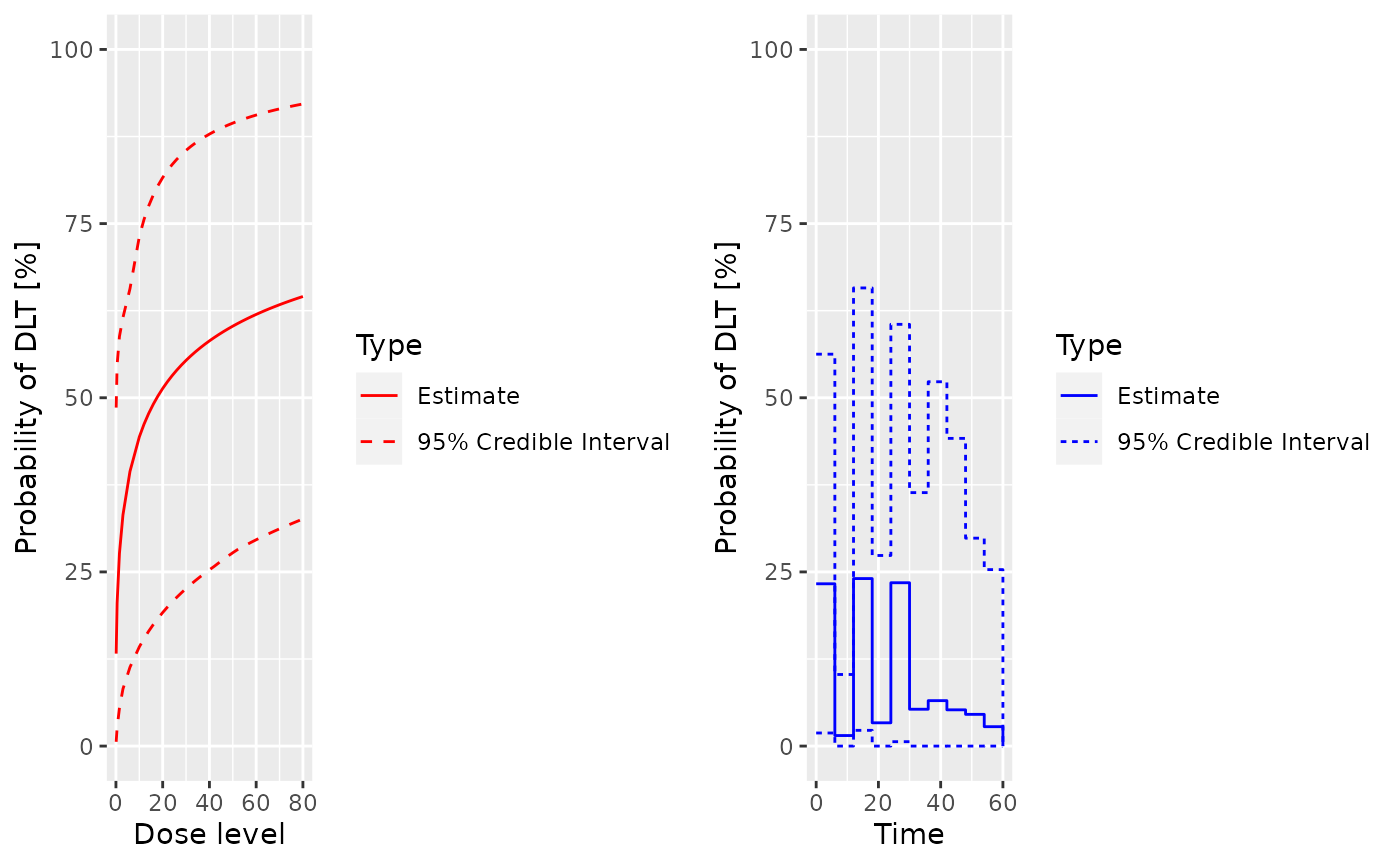 Probability of DLT [%]
100
75
50
25
0
0 20 40 60 80
Dose level
Type
Estimate
95% Credible Interval
Probability of DLT [%]
100
75
50
25
0
0 20 40 60
Time
Type
Estimate
95% Credible Interval